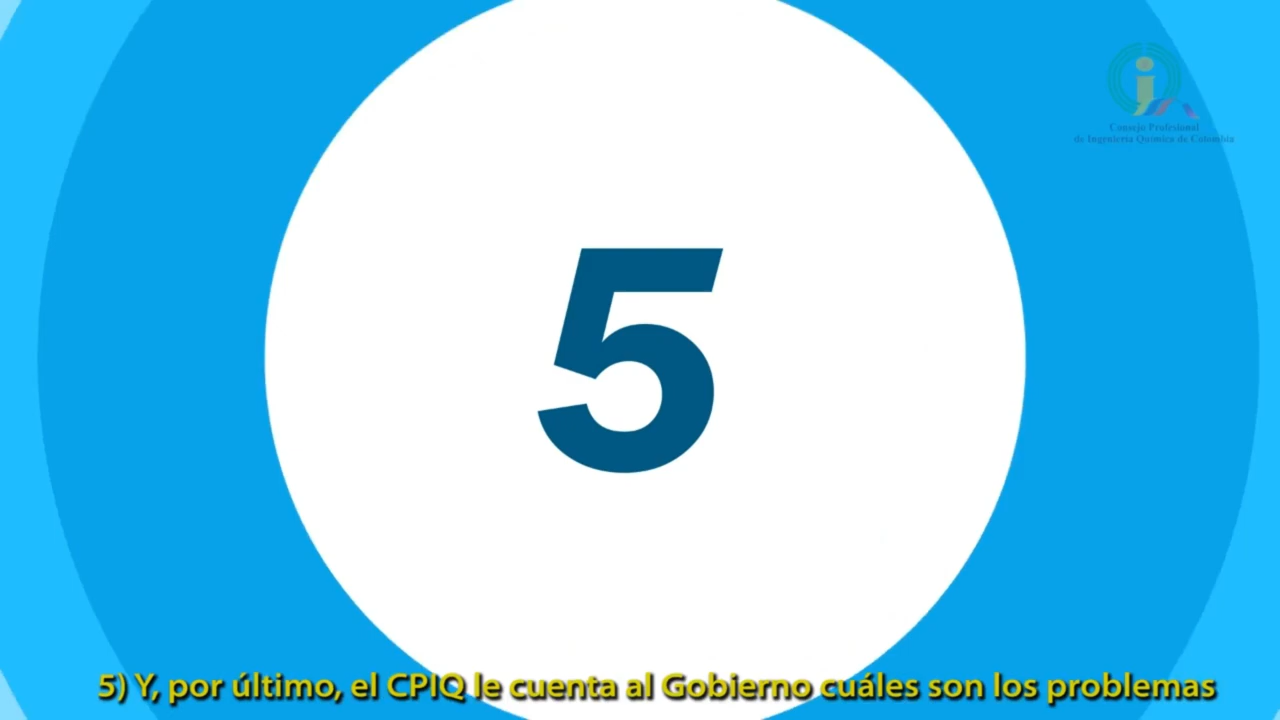 Consejo Profesional
de Ingeniería Química de Colombia
5
5) Y, por último, el CPIQ le cuenta al Gobierno cuáles son los problemas